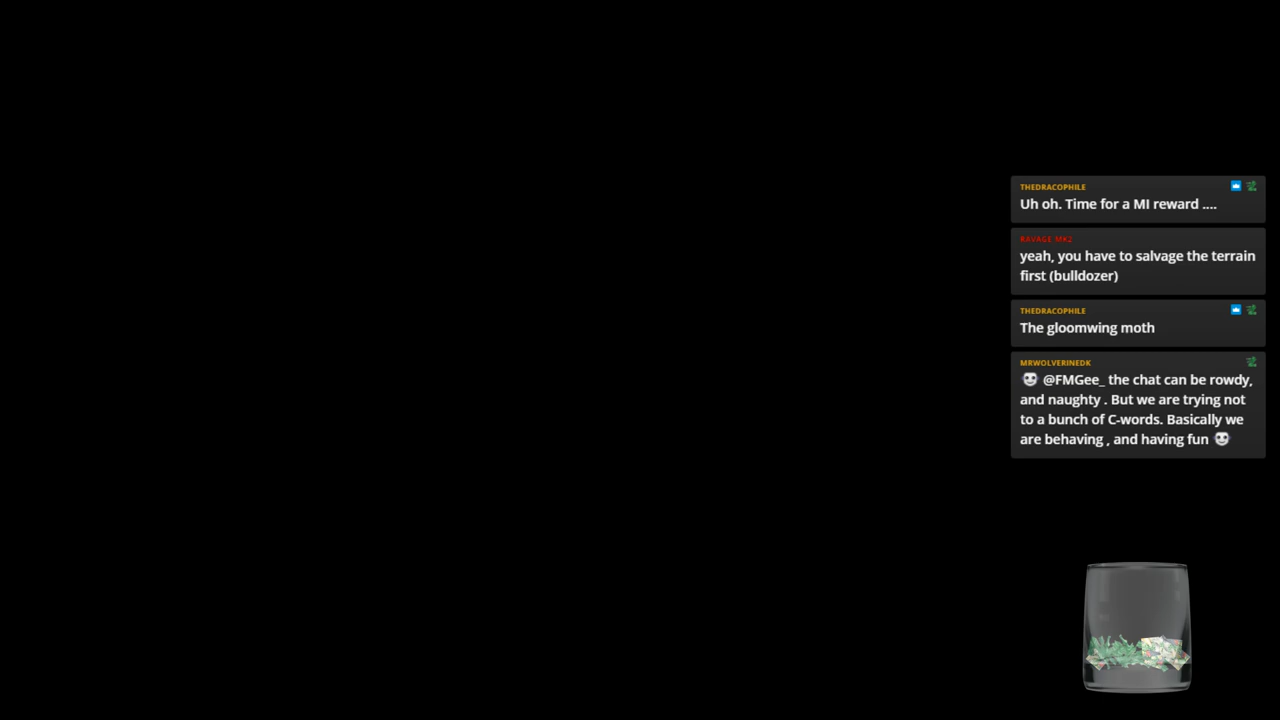 THEDRACOPHILE
Uh oh. Time for a MI reward ....
RAVAGE_MK2
yeah, you have to salvage the terrain
first (bulldozer)
THEDRACOPHILE
The gloomwing moth
MRWOLVERINEDK
@FMGee_ the chat can be rowdy,
and naughty . But we are trying not
to a bunch of C-words. Basically we
are behaving , and having fun